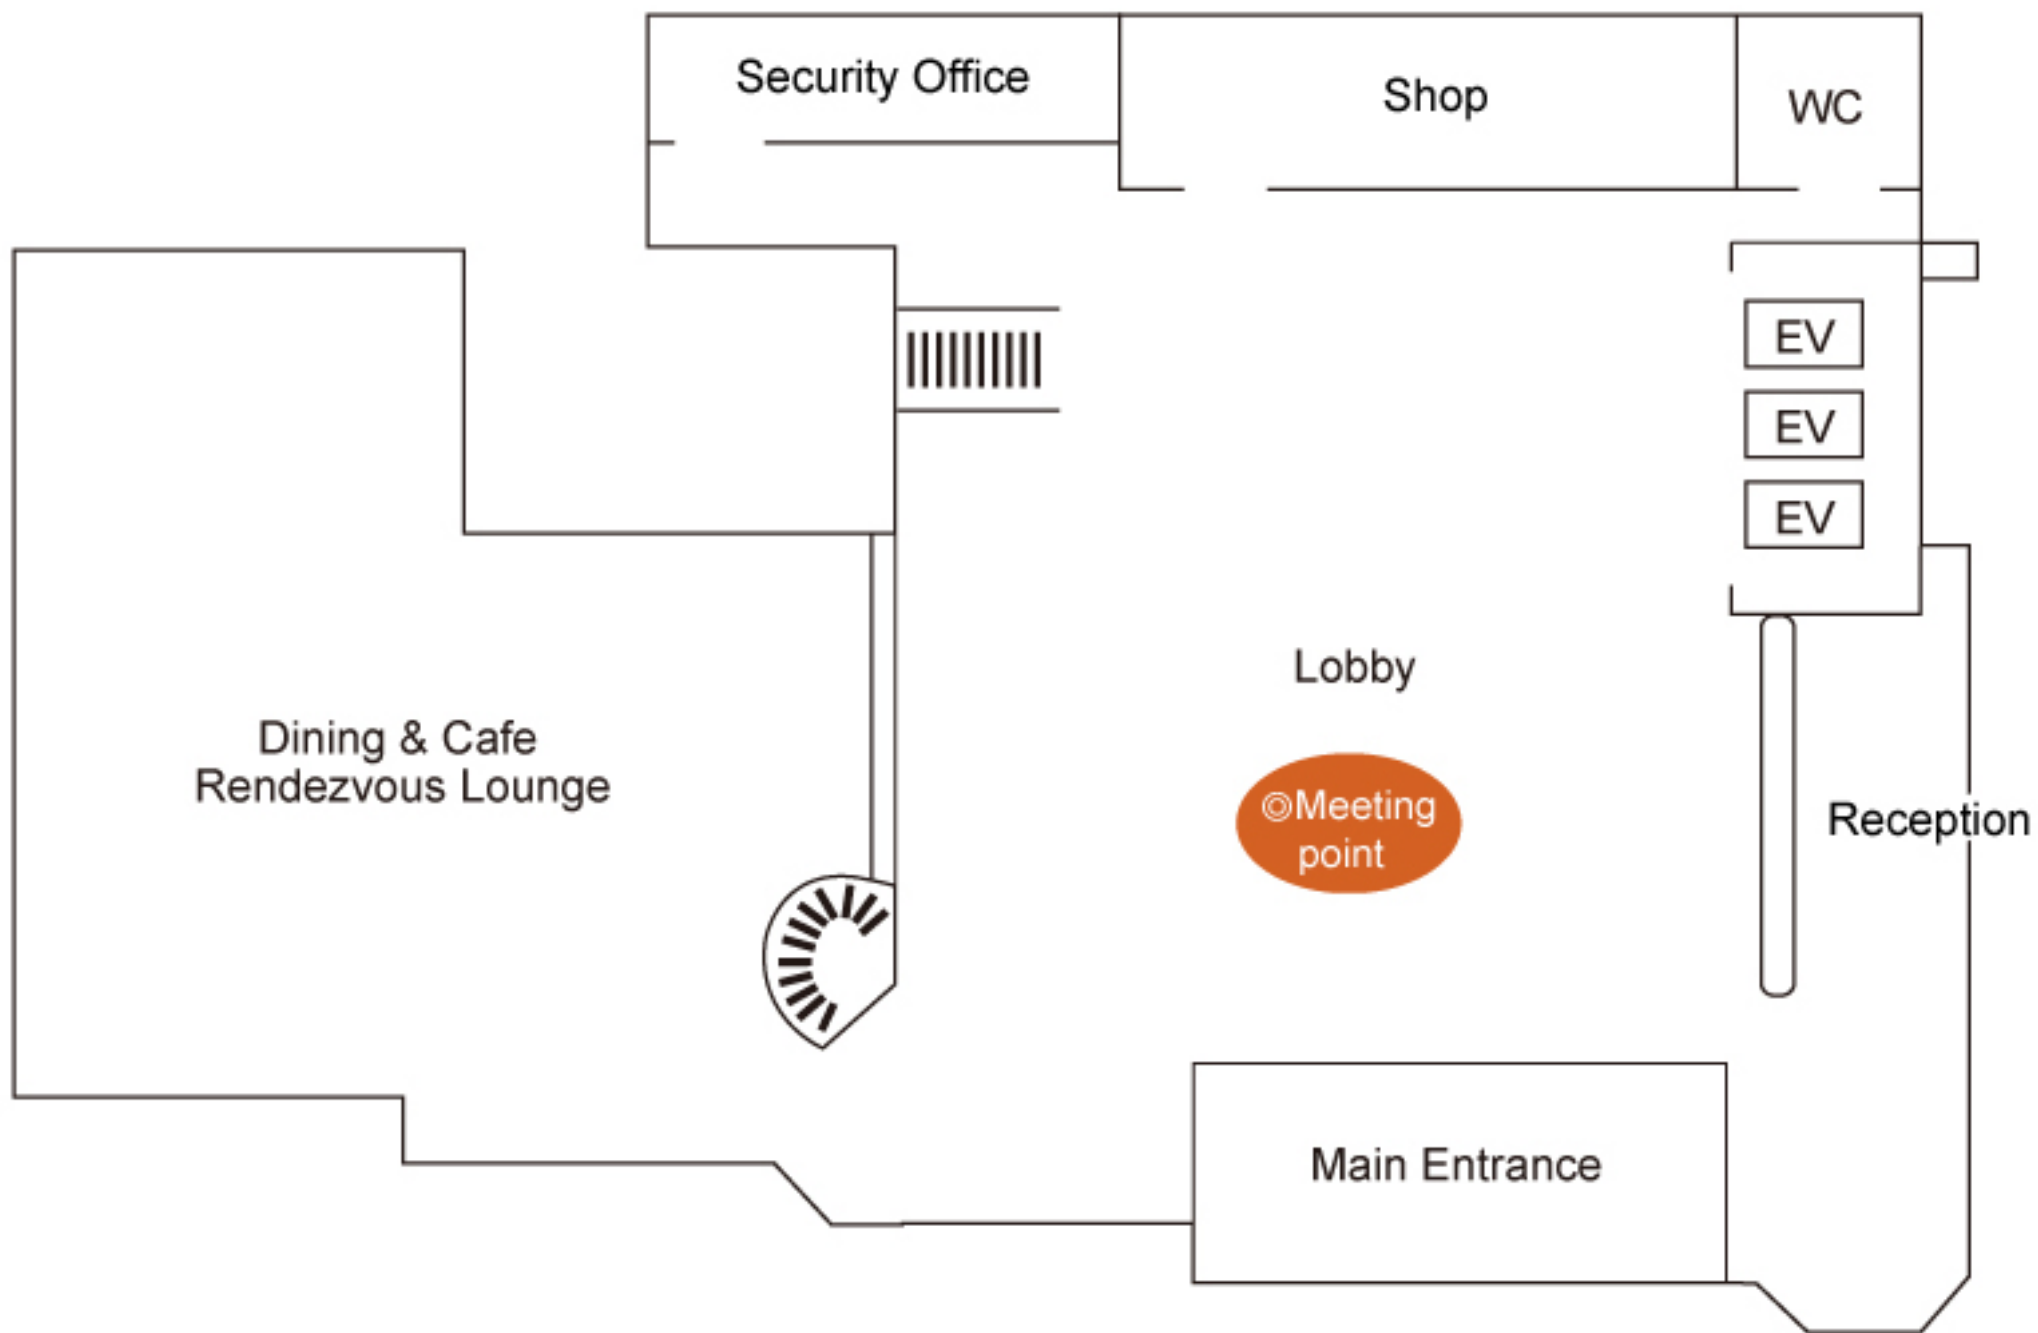 Security Office
Shop
WC
EV
EV
EV
Lobby
Dining & Cafe
Rendezvous Lounge
◎Meeting
point
Reception
Main Entrance